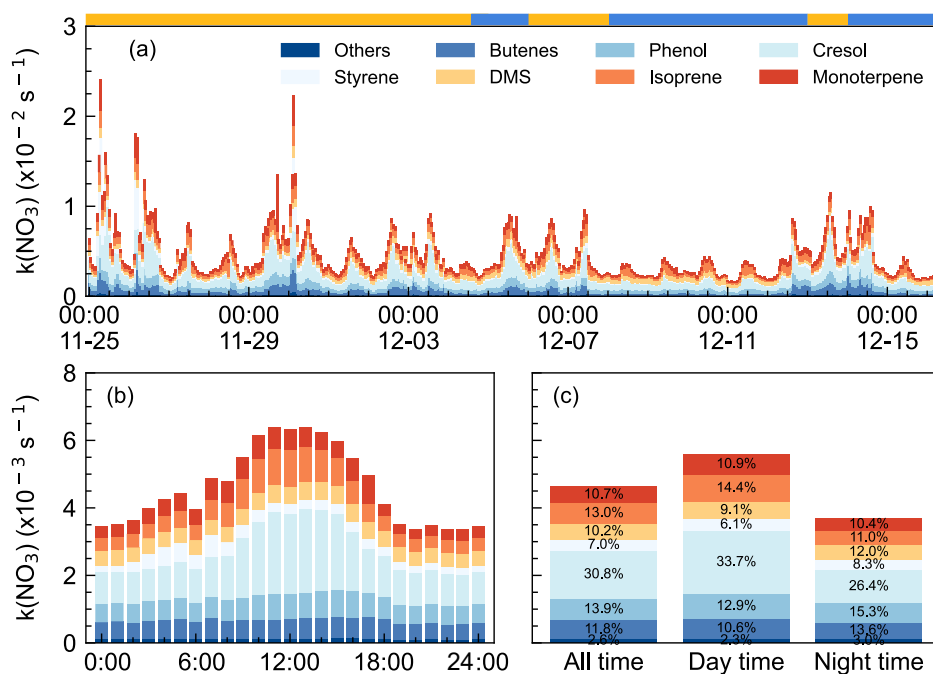 (a)
Others Butenes Phenol Cresol
Styrene DMS Isoprene Monoterpene
k(NO₃) (x10⁻² s⁻¹)
3
2
1
0
00:00 00:00 00:00 00:00 00:00 00:00
11-25 11-29 12-03 12-07 12-11 12-15
(b)
k(NO₃) (×10⁻³ s⁻¹)
8
6
4
2
0
0:00 6:00 12:00 18:00 24:00
(c)
10.7% 10.9% 10.4%
13.0% 14.4% 11.0%
10.2% 9.1% 12.0%
7.0% 6.1% 8.3%
30.8% 33.7% 26.4%
13.9% 12.9% 15.3%
11.8% 10.6% 13.6%
2.6% 2.3% 3.0%
All time Day time Night time